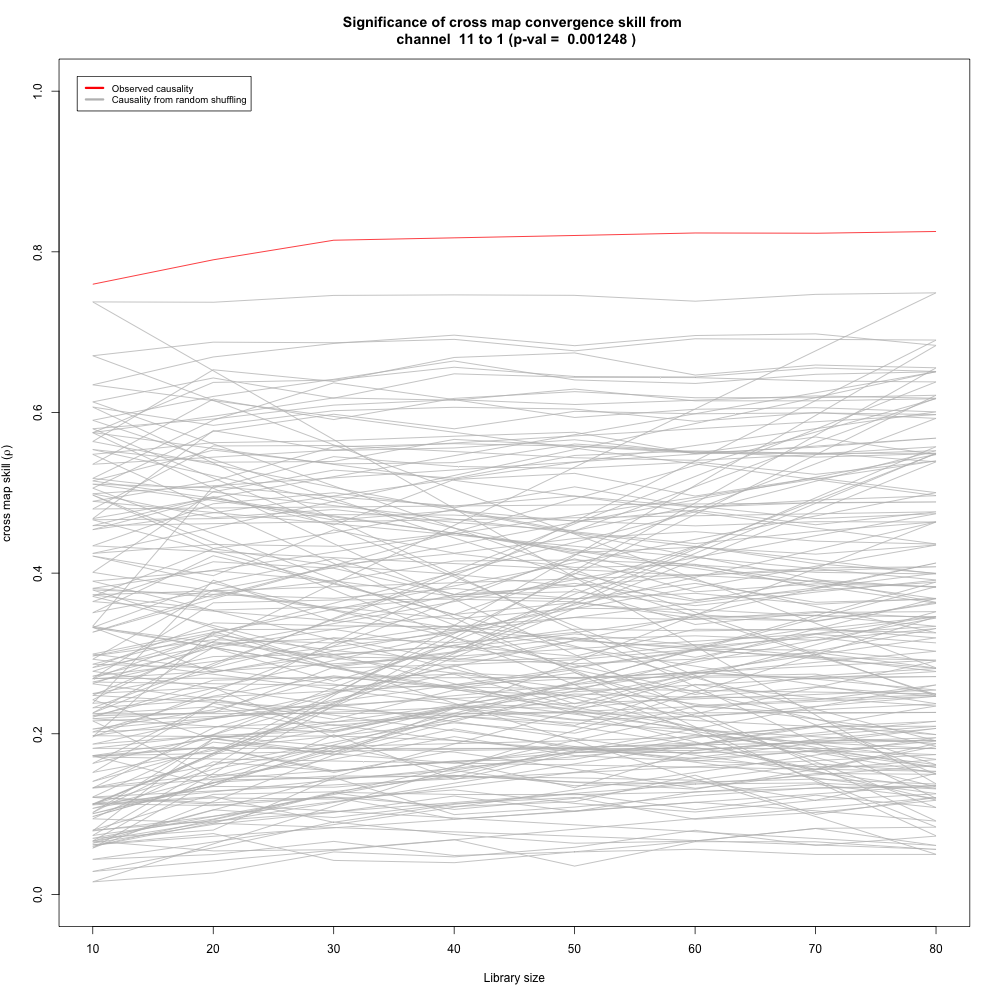 Significance of cross map convergence skill from
channel  11 to 1 (p-val =  0.001248 )
Observed causality
Causality from random shuffling
cross map skill (ρ)
1.0
0.8
0.6
0.4
0.2
0.0
10 20 30 40 50 60 70 80
Library size